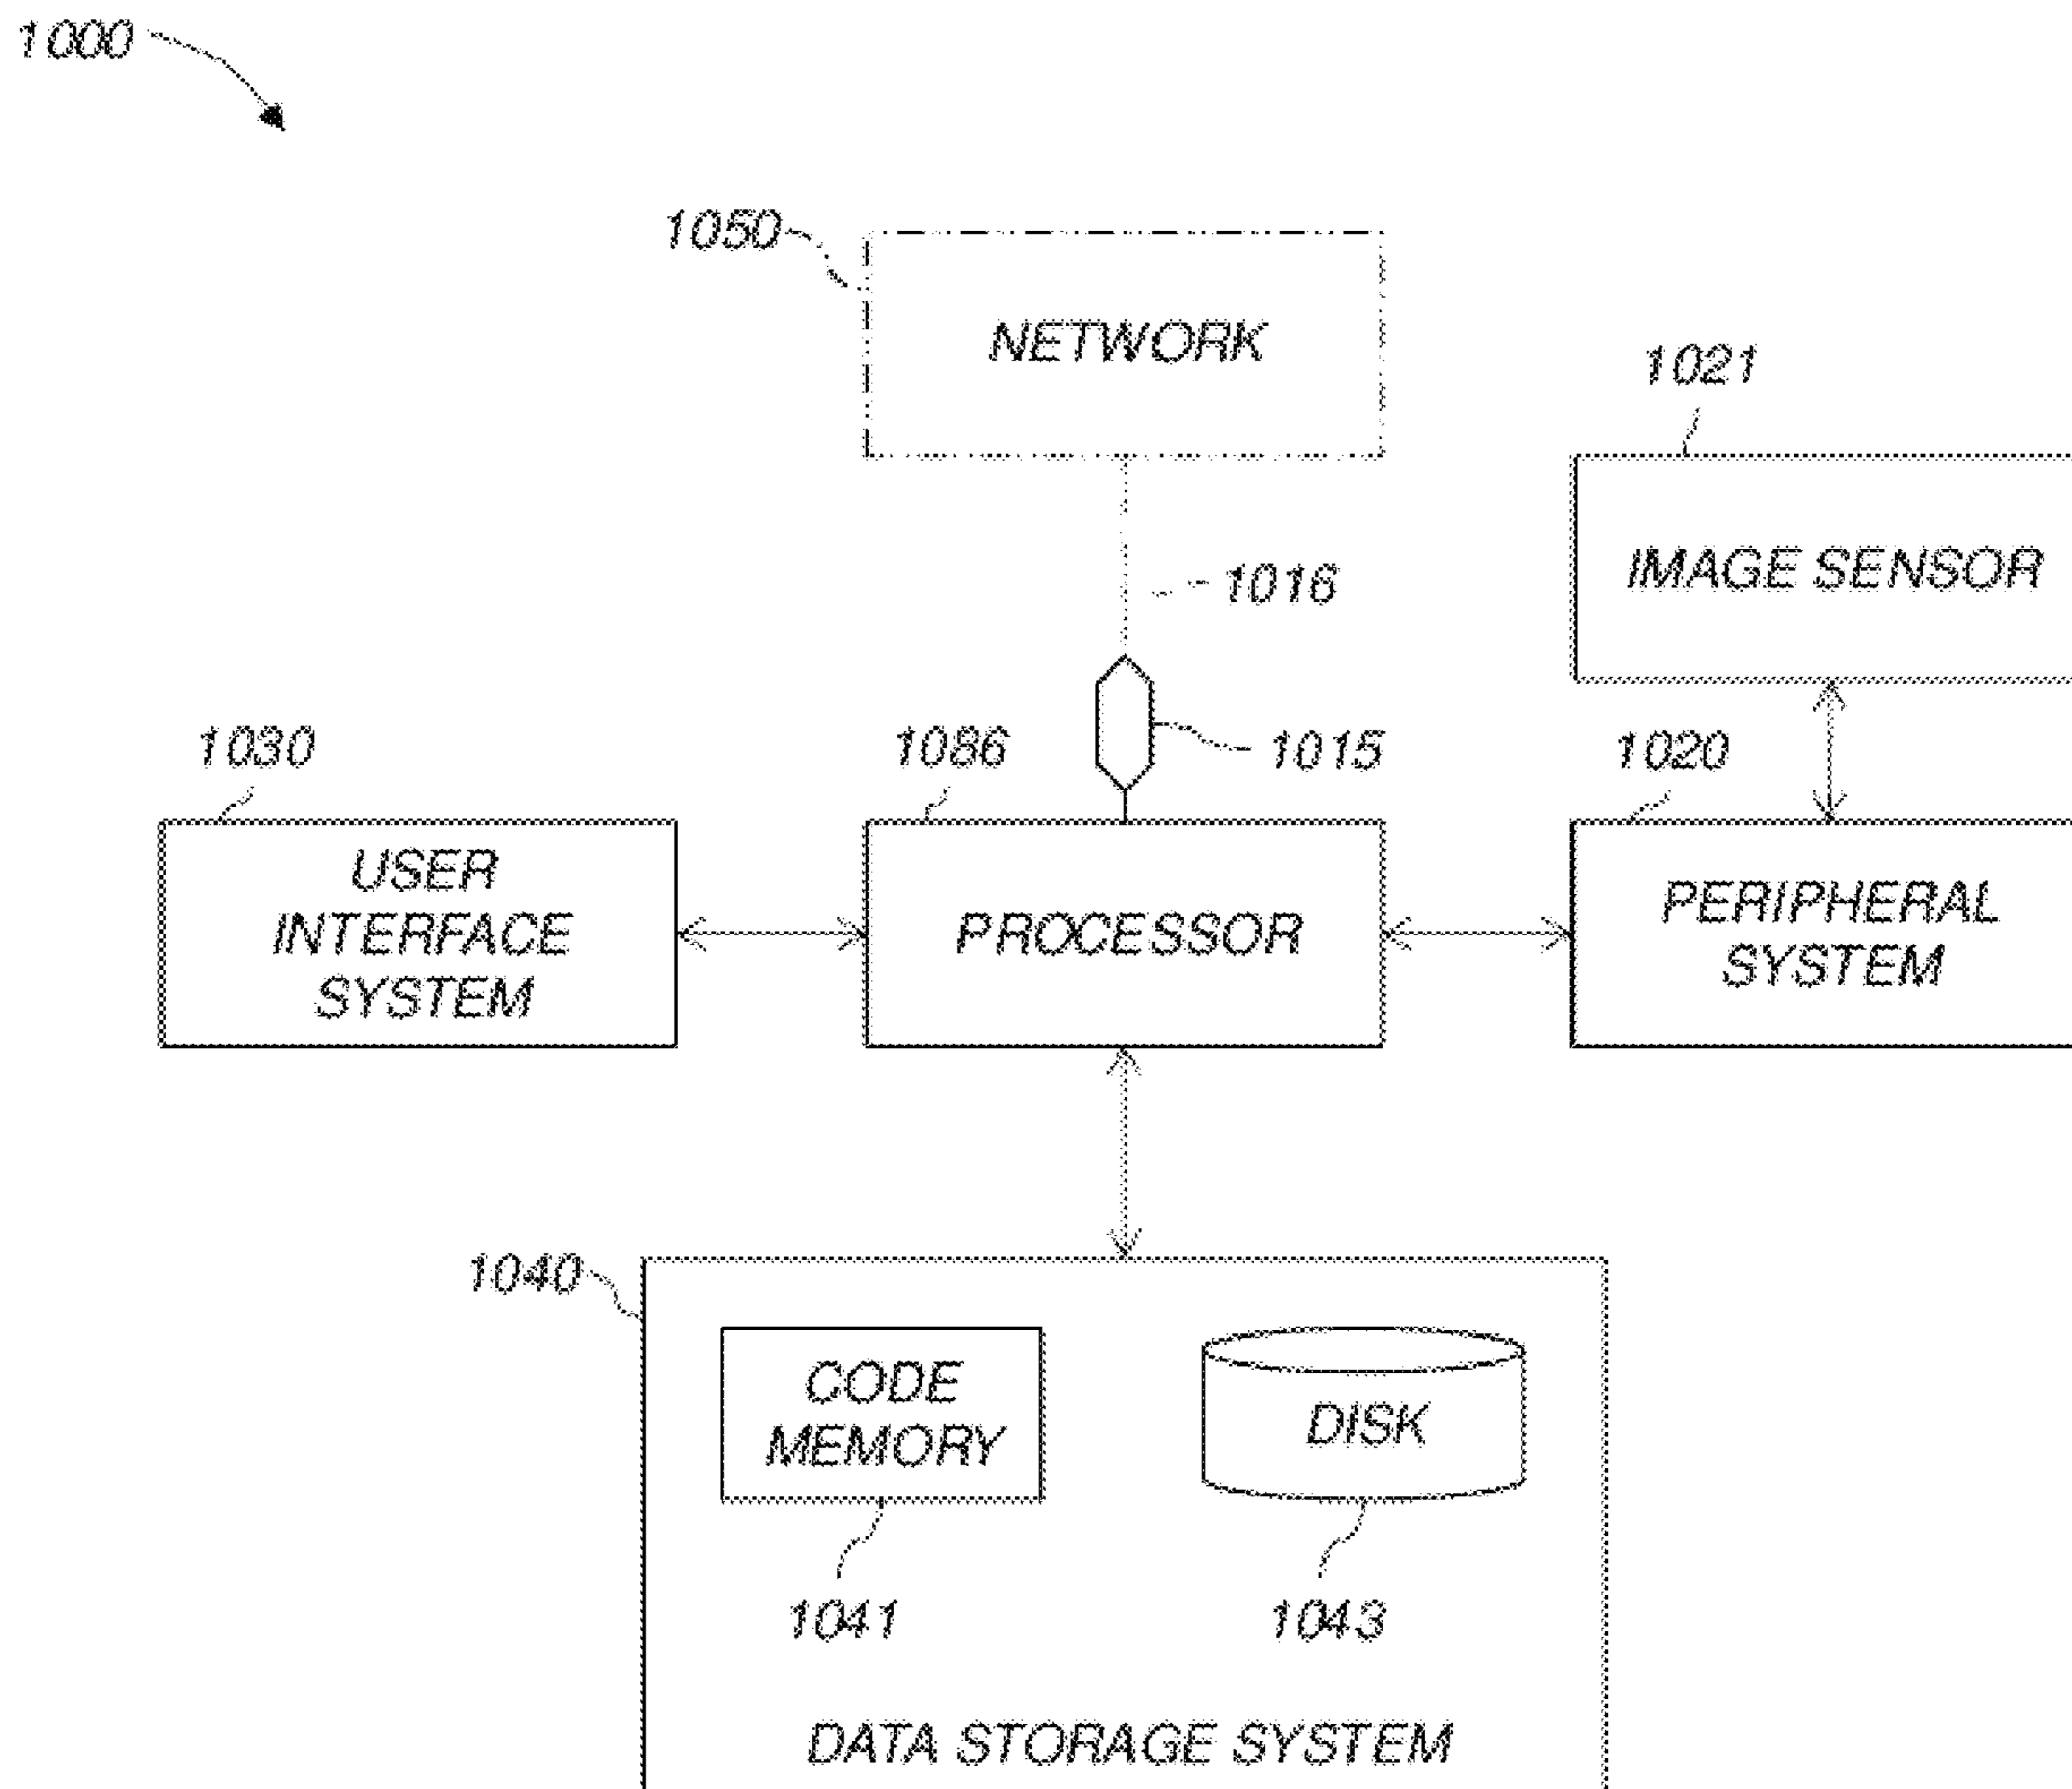 1000
1050
NETWORK
1021
IMAGE SENSOR
1016
1015
1030
1086
1020
USER
INTERFACE
SYSTEM
PROCESSOR
PERIPHERAL
SYSTEM
1040
CODE
MEMORY
DISK
1041
1043
DATA STORAGE SYSTEM